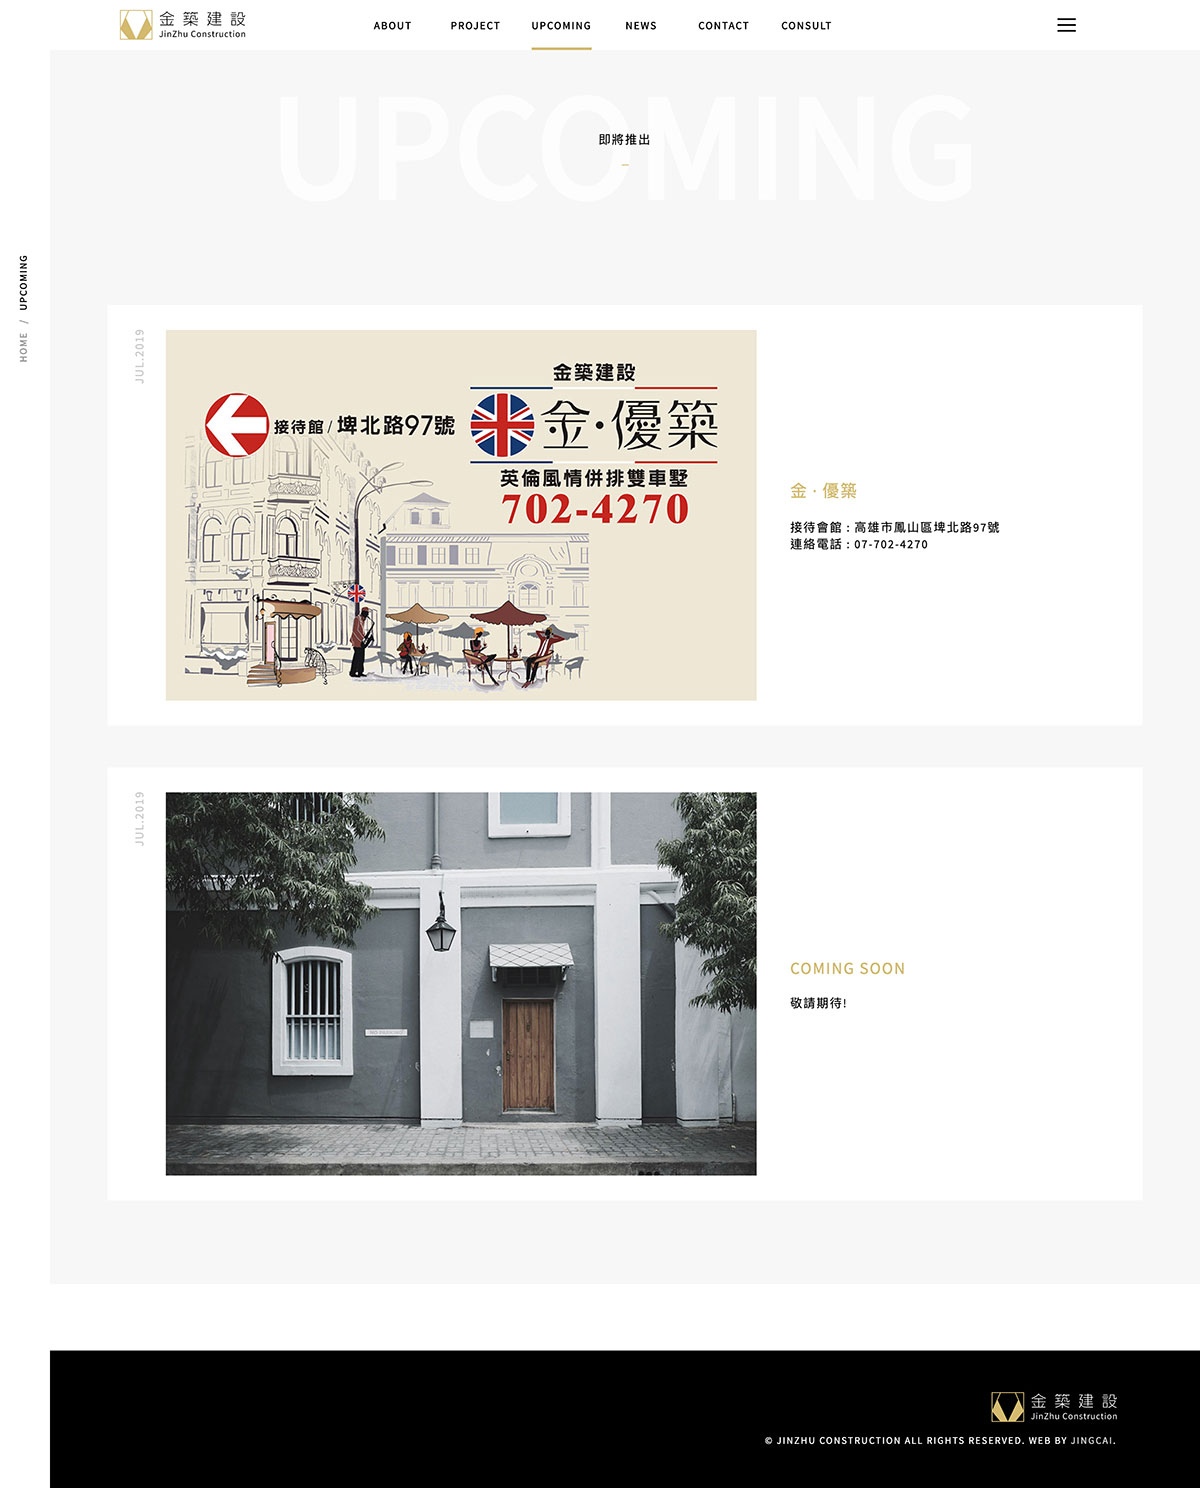 金築建設
JinZhu Construction
ABOUT
PROJECT
UPCOMING
NEWS
CONTACT
CONSULT
UPCOMING
即將推出
HOME / UPCOMING
JUL.2019
金築建設
接待館/埤北路97號
金·優築
英倫風情併排雙車墅
702-4270
金·優築
接待會館：高雄市鳳山區埤北路97號
連絡電話：07-702-4270
JUL.2019
NO PARKING
COMING SOON
敬請期待!
金築建設
JinZhu Construction
© JINZHU CONSTRUCTION ALL RIGHTS RESERVED. WEB BY JINGCAI.